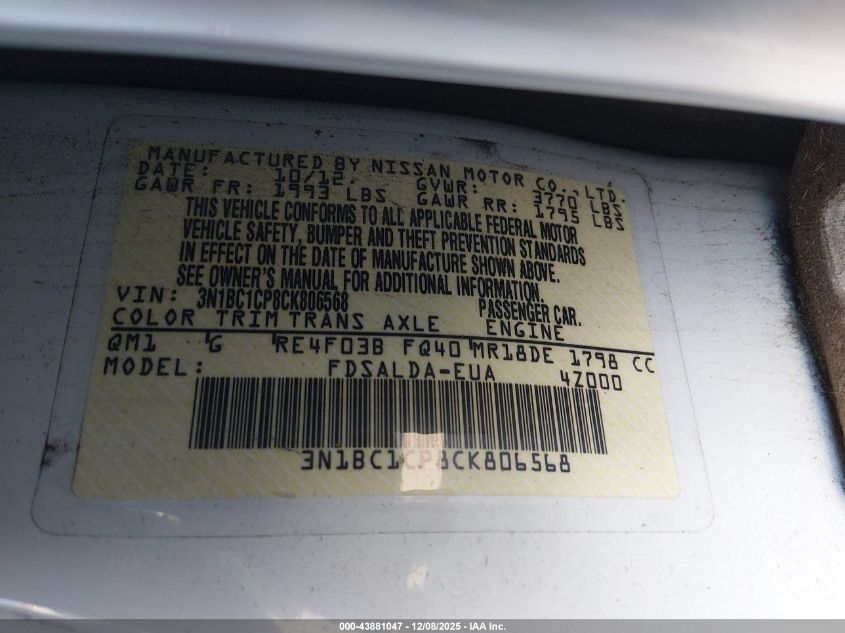 MANUFACTURED BY NISSAN MOTOR CO., LTD.
DATE: 10/12. GVWR: 3770 LBS
GAWR FR: 1993 LBS GAWR RR: 1795 LBS
THIS VEHICLE CONFORMS TO ALL APPLICABLE FEDERAL MOTOR
VEHICLE SAFETY, BUMPER AND THEFT PREVENTION STANDARDS
IN EFFECT ON THE DATE OF MANUFACTURE SHOWN ABOVE.
SEE OWNER'S MANUAL FOR ADDITIONAL INFORMATION.
VIN: 3N1BC1CP8CK806568 PASSENGER CAR.
COLOR TRIM TRANS AXLE ENGINE
QM1 G RE4F03B FQ40 MR18DE 1798 CC
MODEL: FDSALDA-EUA 4Z000
3N1BC1CP8CK806568
000-43881047 - 12/08/2025 - IAA Inc.